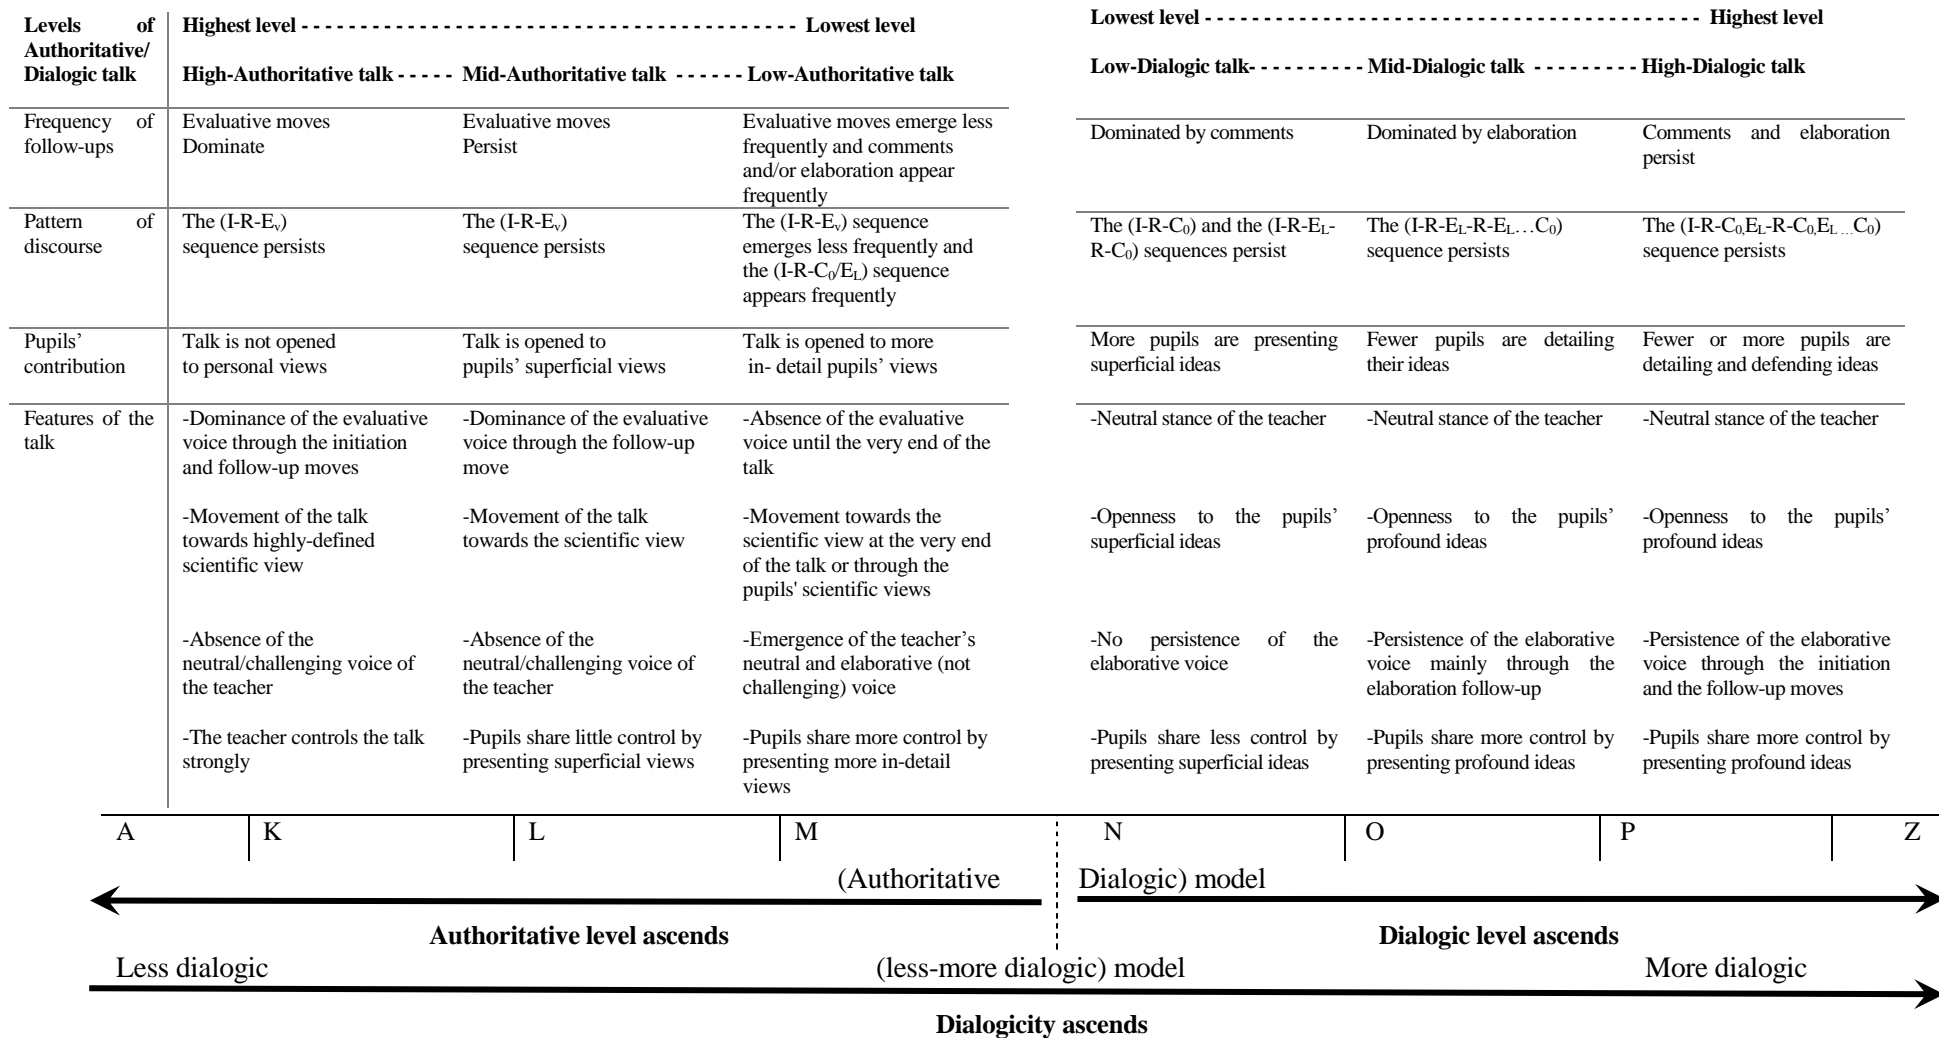 Levels of Authoritative/ Dialogic talk
Highest level - - - - - - - - - - - - - - - - - - - - - - - - - - - - - - - - - - - - - - - - - - - Lowest level
High-Authoritative talk - - - - - Mid-Authoritative talk - - - - - - Low-Authoritative talk
Lowest level - - - - - - - - - - - - - - - - - - - - - - - - - - - - - - - - - - - - - - - - - - Highest level
Low-Dialogic talk- - - - - - - - - - Mid-Dialogic talk - - - - - - - - - High-Dialogic talk
Frequency of
follow-ups
Evaluative moves
Dominate
Evaluative moves
Persist
Evaluative moves emerge less
frequently and comments
and/or elaboration appear
frequently
Dominated by comments
Dominated by elaboration
Comments and elaboration
persist
Pattern of
discourse
The (I-R-Ev)
sequence persists
The (I-R-Ev)
sequence persists
The (I-R-Ev) sequence
emerges less frequently and
the (I-R-C0/EL) sequence
appears frequently
The (I-R-C0) and the (I-R-EL-
R-C0) sequences persist
The (I-R-EL-R-EL…C0)
sequence persists
The (I-R-C0,EL-R-C0,EL …C0)
sequence persists
Pupils’
contribution
Talk is not opened
to personal views
Talk is opened to
pupils’ superficial views
Talk is opened to more
in- detail pupils’ views
More pupils are presenting
superficial ideas
Fewer pupils are detailing
their ideas
Fewer or more pupils are
detailing and defending ideas
Features of the
talk
-Dominance of the evaluative
voice through the initiation
and follow-up moves
-Dominance of the evaluative
voice through the follow-up
move
-Absence of the evaluative
voice until the very end of the
talk
-Neutral stance of the teacher
-Neutral stance of the teacher
-Neutral stance of the teacher
-Movement of the talk
towards highly-defined
scientific view
-Movement of the talk
towards the scientific view
-Movement towards the
scientific view at the very end
of the talk or through the
pupils' scientific views
-Openness to the pupils’
superficial ideas
-Openness to the pupils’
profound ideas
-Openness to the pupils’
profound ideas
-Absence of the
neutral/challenging voice of
the teacher
-Absence of the
neutral/challenging voice of
the teacher
-Emergence of the teacher’s
neutral and elaborative (not
challenging) voice
-No persistence of the
elaborative voice
-Persistence of the elaborative
voice mainly through the
elaboration follow-up
-Persistence of the elaborative
voice through the initiation
and the follow-up moves
-The teacher controls the talk
strongly
-Pupils share little control by
presenting superficial views
-Pupils share more control by
presenting more in-detail
views
-Pupils share less control by
presenting superficial ideas
-Pupils share more control by
presenting profound ideas
-Pupils share more control by
presenting profound ideas
A K L M N O P Z
(Authoritative Dialogic) model
Authoritative level ascends Dialogic level ascends
Less dialogic (less-more dialogic) model More dialogic
Dialogicity ascends